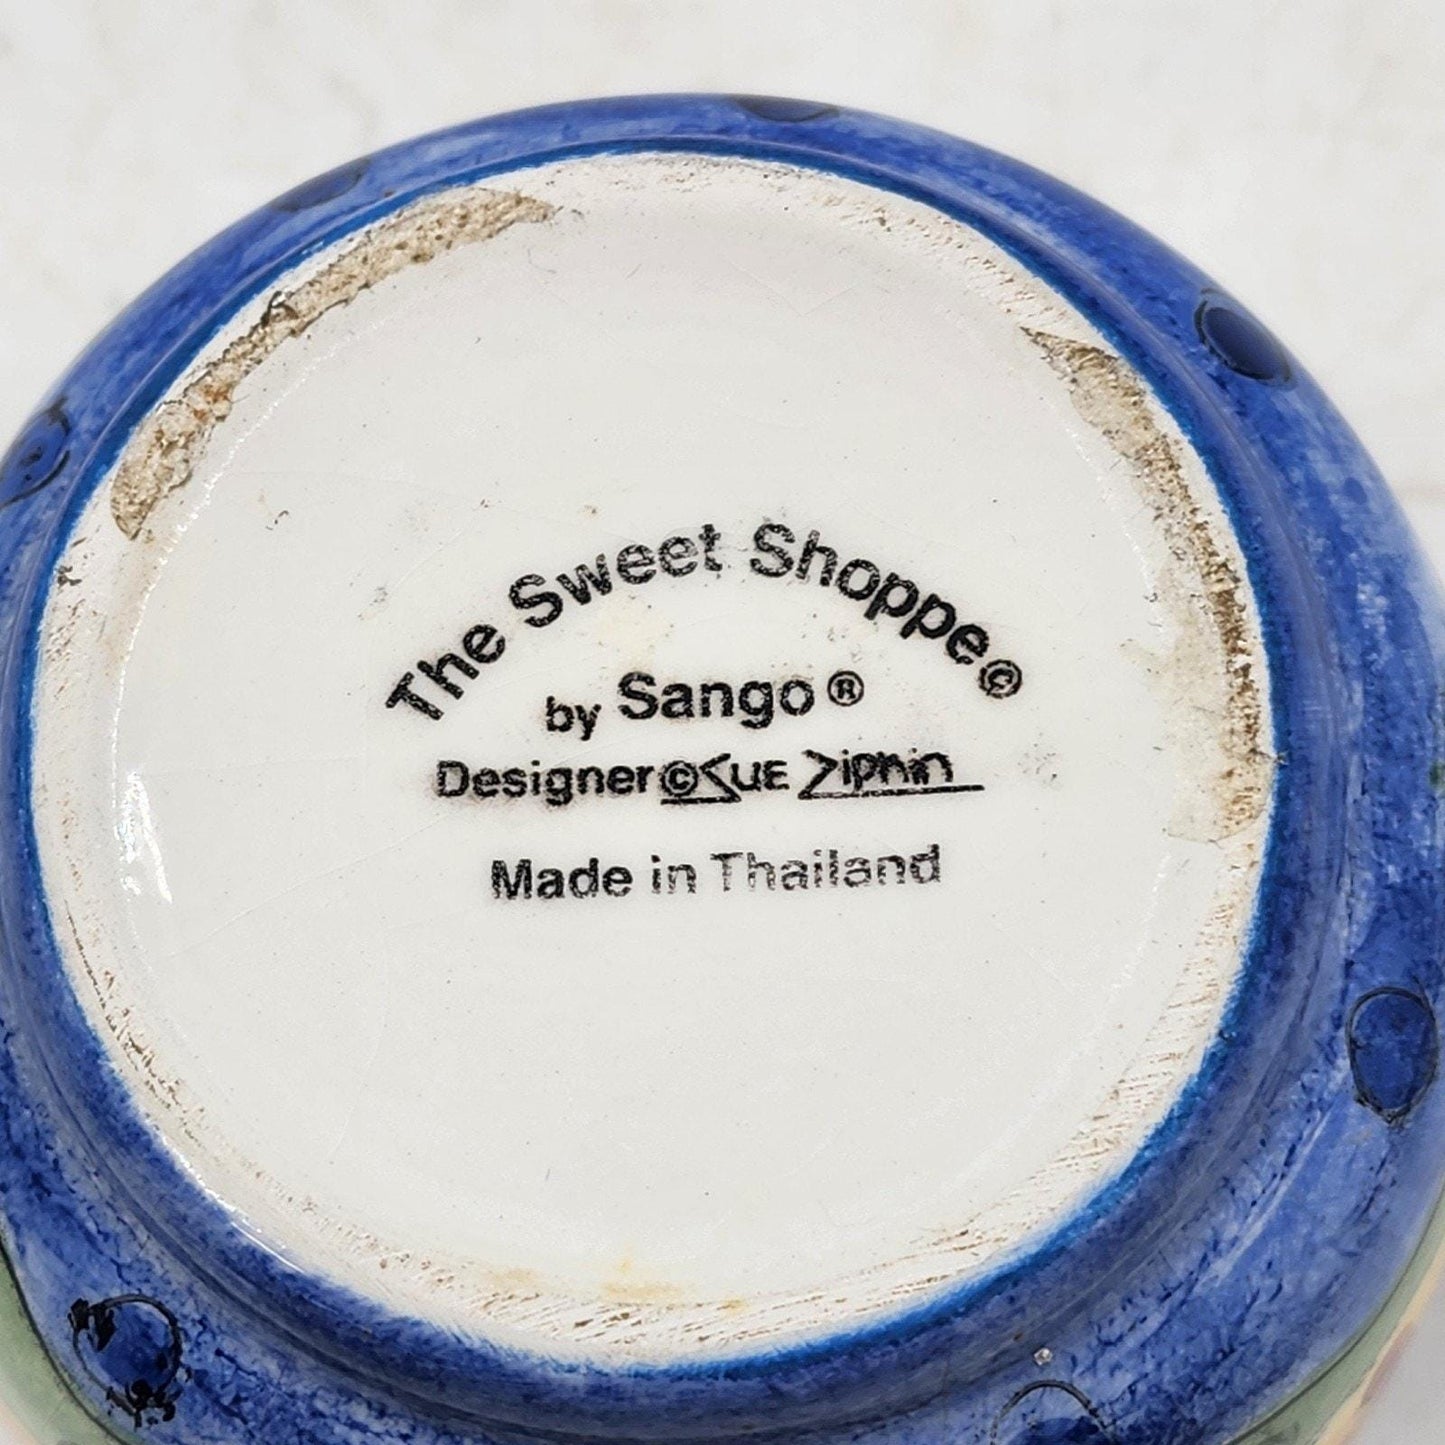 The Sweet Shoppe©
by Sango®
Designer © Sue Zipkin
Made in Thailand